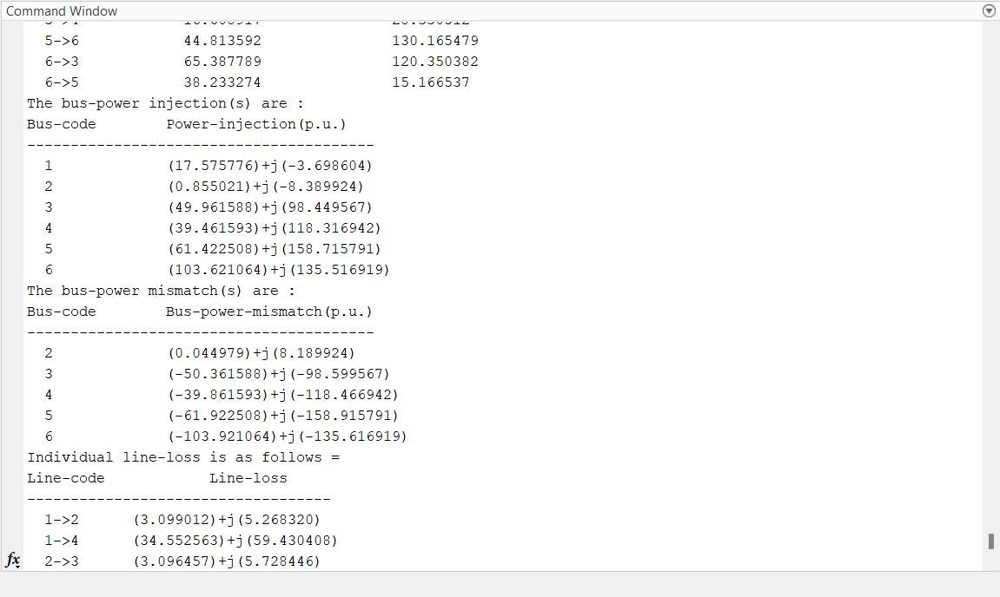 Command Window
5->6 44.813592 130.165479
6->3 65.387789 120.350382
6->5 38.233274 15.166537
The bus-power injection(s) are :
Bus-code Power-injection(p.u.)
----------------------------------------
1 (17.575776)+j(-3.698604)
2 (0.855021)+j(-8.389924)
3 (49.961588)+j(98.449567)
4 (39.461593)+j(118.316942)
5 (61.422508)+j(158.715791)
6 (103.621064)+j(135.516919)
The bus-power mismatch(s) are :
Bus-code Bus-power-mismatch(p.u.)
----------------------------------------
2 (0.044979)+j(8.189924)
3 (-50.361588)+j(-98.599567)
4 (-39.861593)+j(-118.466942)
5 (-61.922508)+j(-158.915791)
6 (-103.921064)+j(-135.616919)
Individual line-loss is as follows =
Line-code Line-loss
-----------------------------------
1->2 (3.099012)+j(5.268320)
1->4 (34.552563)+j(59.430408)
fx 2->3 (3.096457)+j(5.728446)